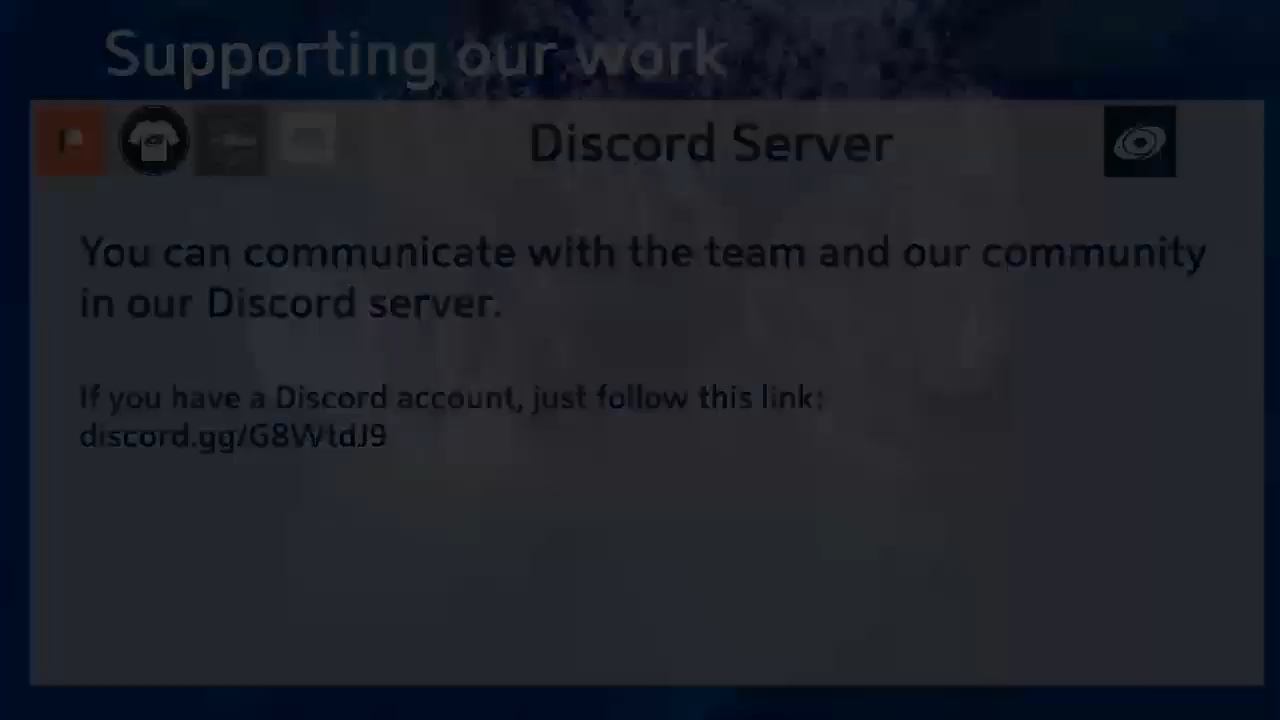 Supporting our work
Discord Server
You can communicate with the team and our community
in our Discord server.
If you have a Discord account, just follow this link:
discord.gg/G8WtdJ9